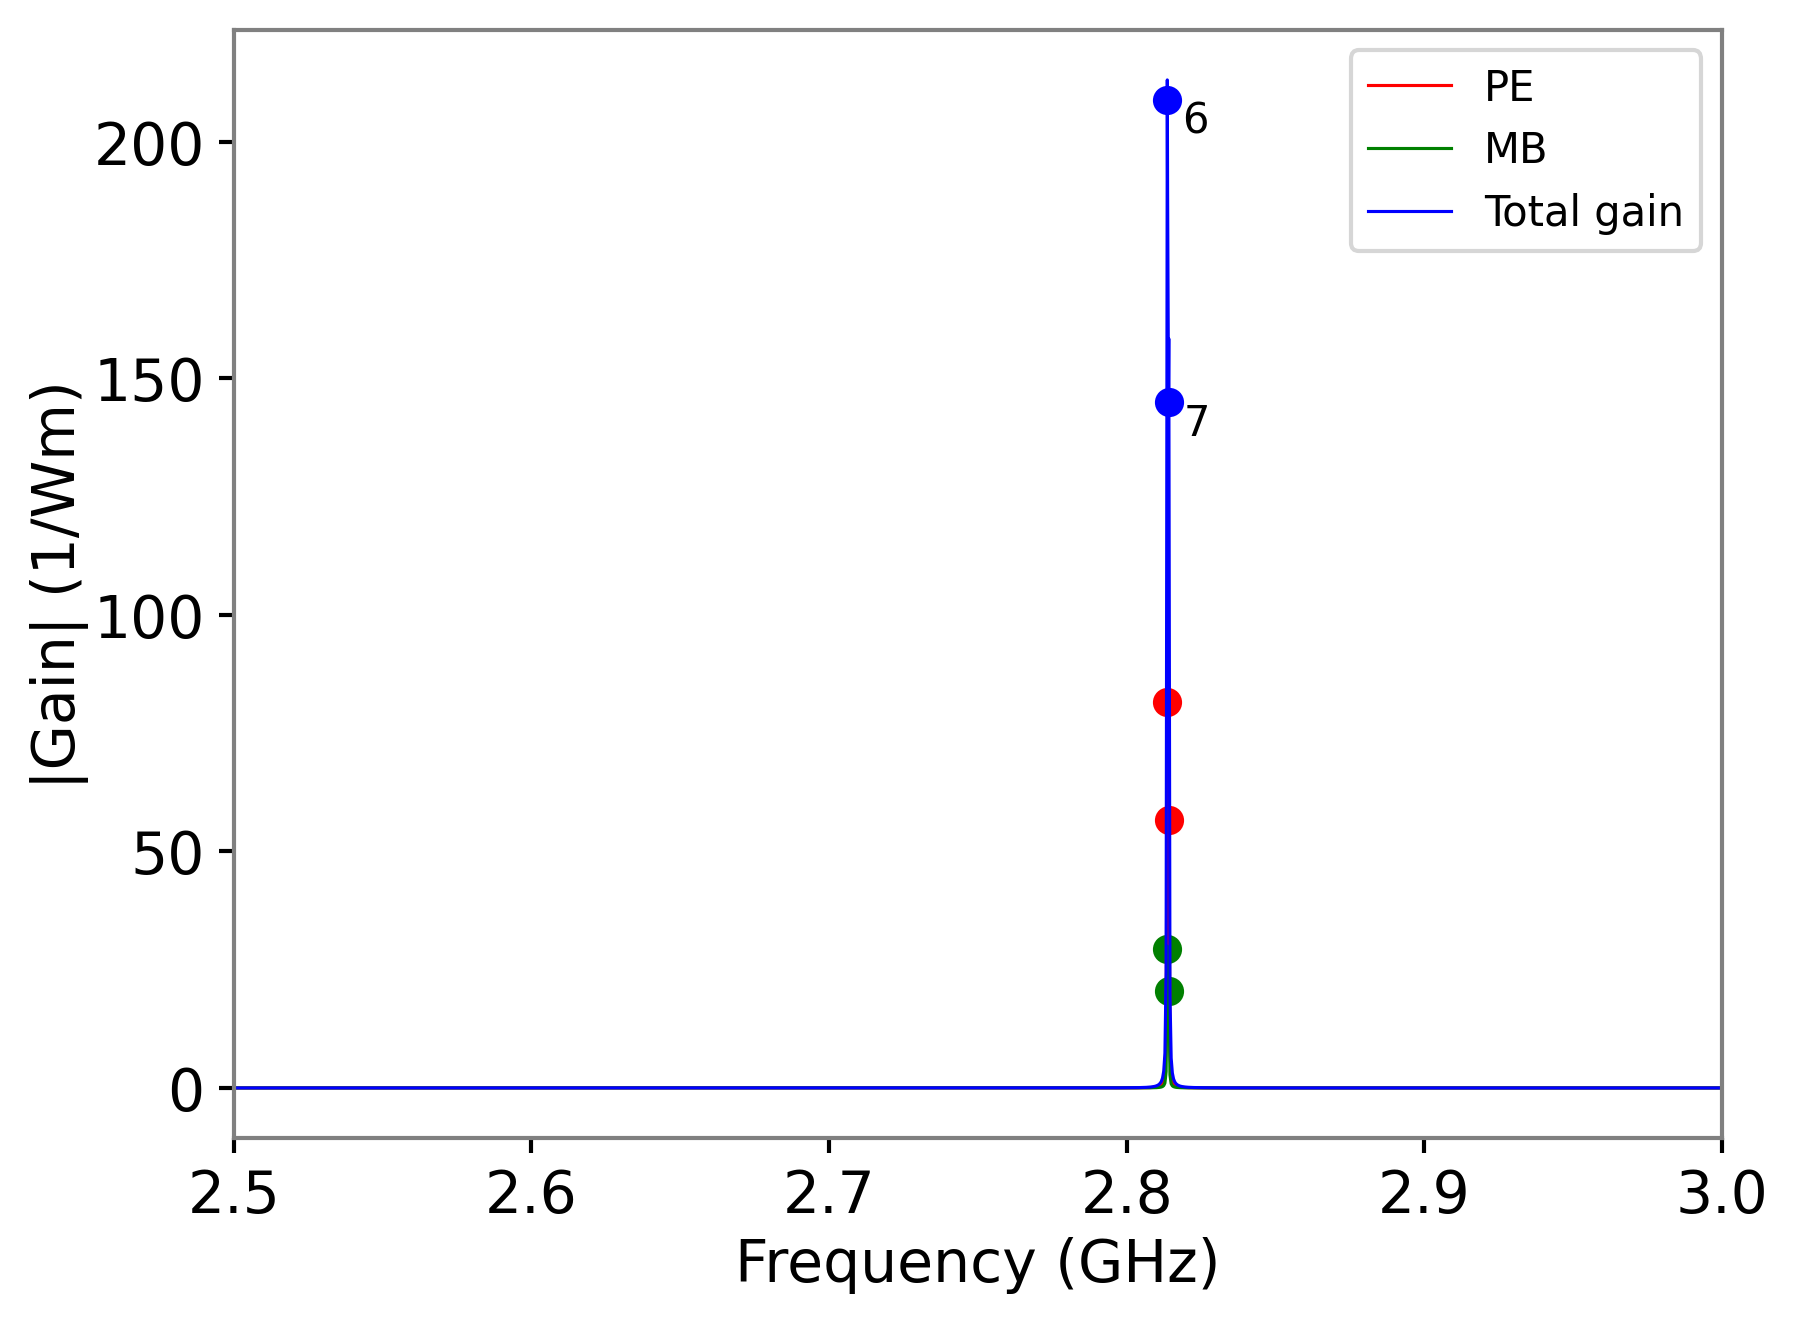 PE
MB
Total gain
6
7
200
150
100
50
0
|Gain| (1/Wm)
2.5 2.6 2.7 2.8 2.9 3.0
Frequency (GHz)